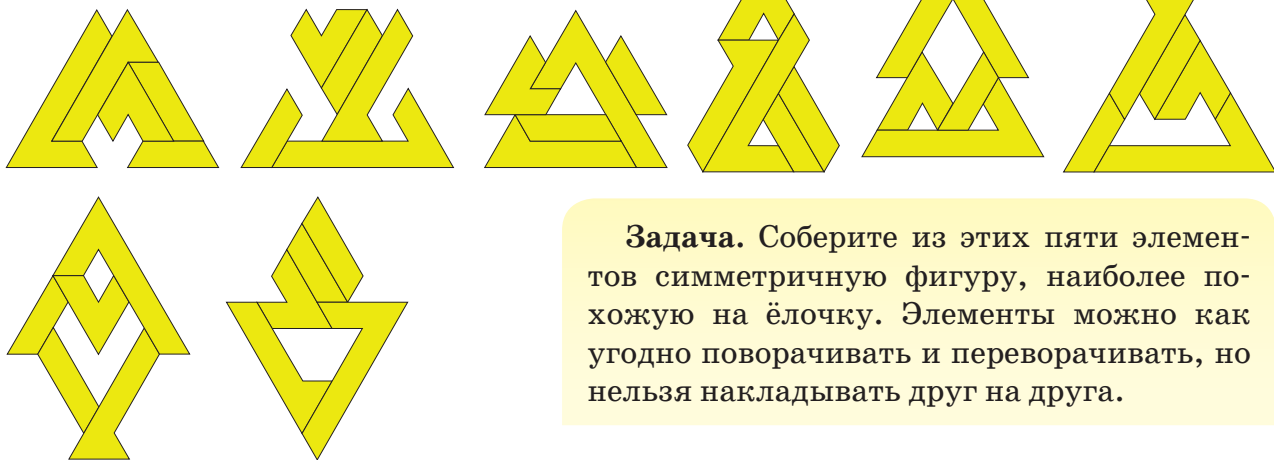 Задача. Соберите из этих пяти элемен-
тов симметричную фигуру, наиболее по-
хожую на ёлочку. Элементы можно как
угодно поворачивать и переворачивать, но
нельзя накладывать друг на друга.